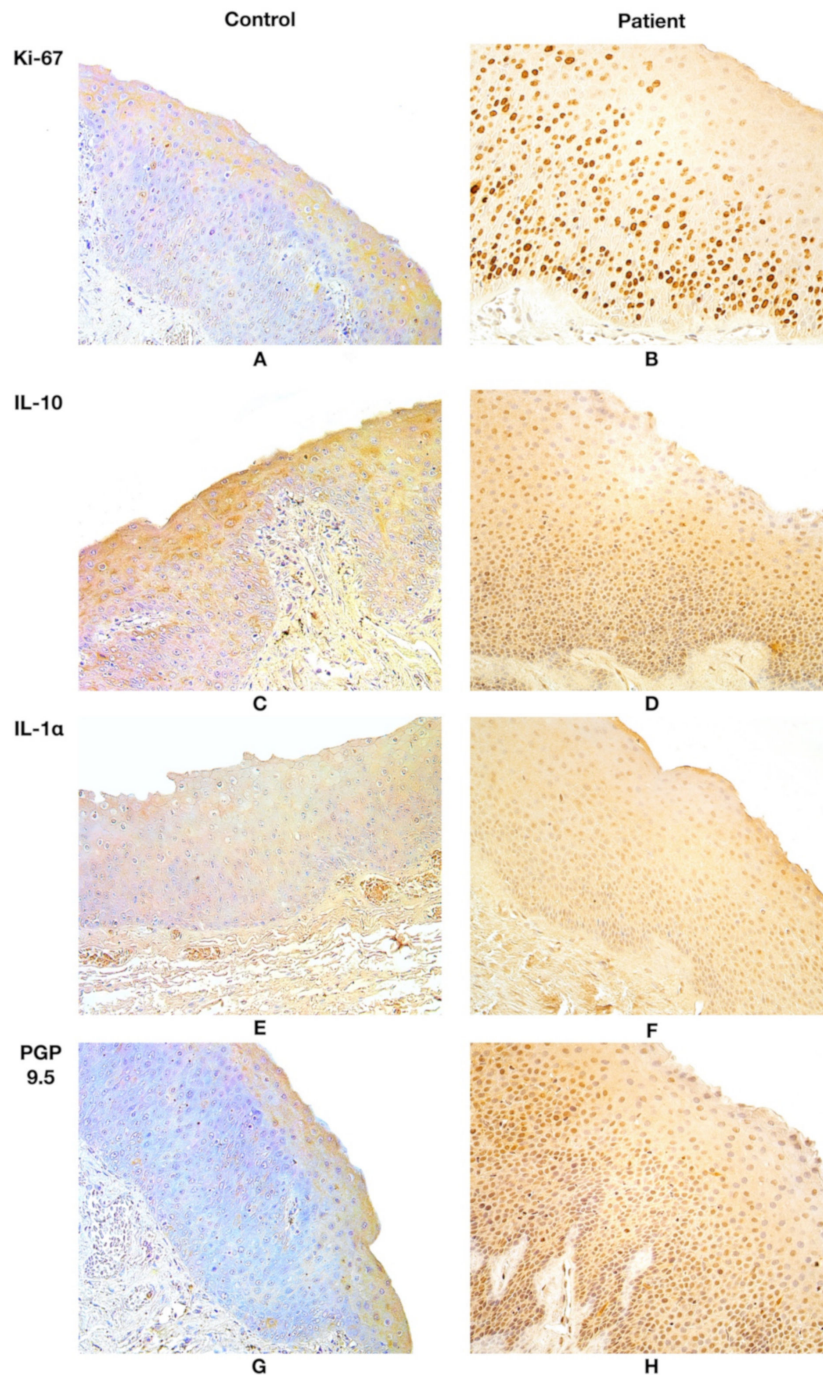 Control Patient
Ki-67
A B
IL-10
C D
IL-1α
E F
PGP
9.5
G H